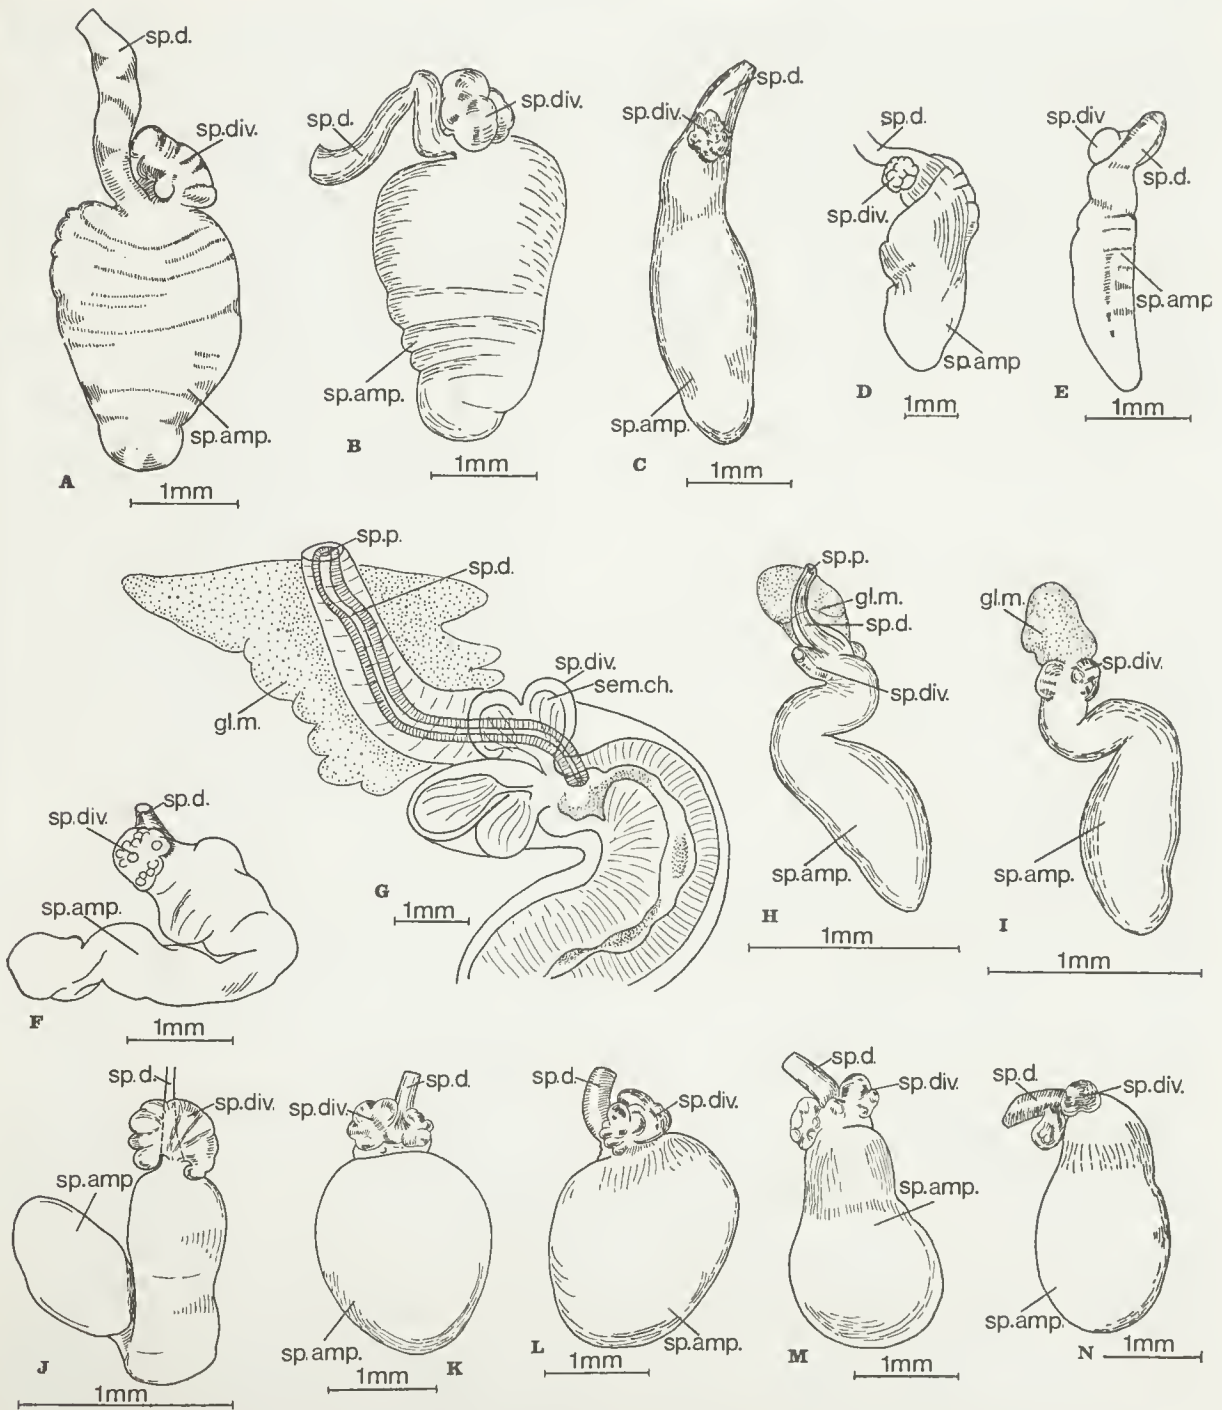 sp.d.
sp.div.
sp.amp.
A
1mm
sp.d.
sp.div.
sp.amp.
B
1mm
sp.d.
sp.div.
sp.amp.
C
1mm
sp.d.
sp.div.
sp.amp
D
1mm
sp.div
sp.d.
sp.amp
E
1mm
sp.d.
sp.div.
sp.amp.
F
1mm
sp.p.
sp.d.
sp.div.
sem.ch.
gl.m.
G
1mm
sp.p.
gl.m.
sp.d.
sp.div.
sp.amp.
H
1mm
gl.m.
sp.div.
sp.amp.
I
1mm
sp.d.
sp.div.
sp.amp
J
1mm
sp.d.
sp.div.
sp.amp.
K
1mm
sp.d.
sp.div.
sp.amp.
L
1mm
sp.d.
sp.div.
sp.amp.
M
1mm
sp.d.
sp.div.
sp.amp.
N
1mm